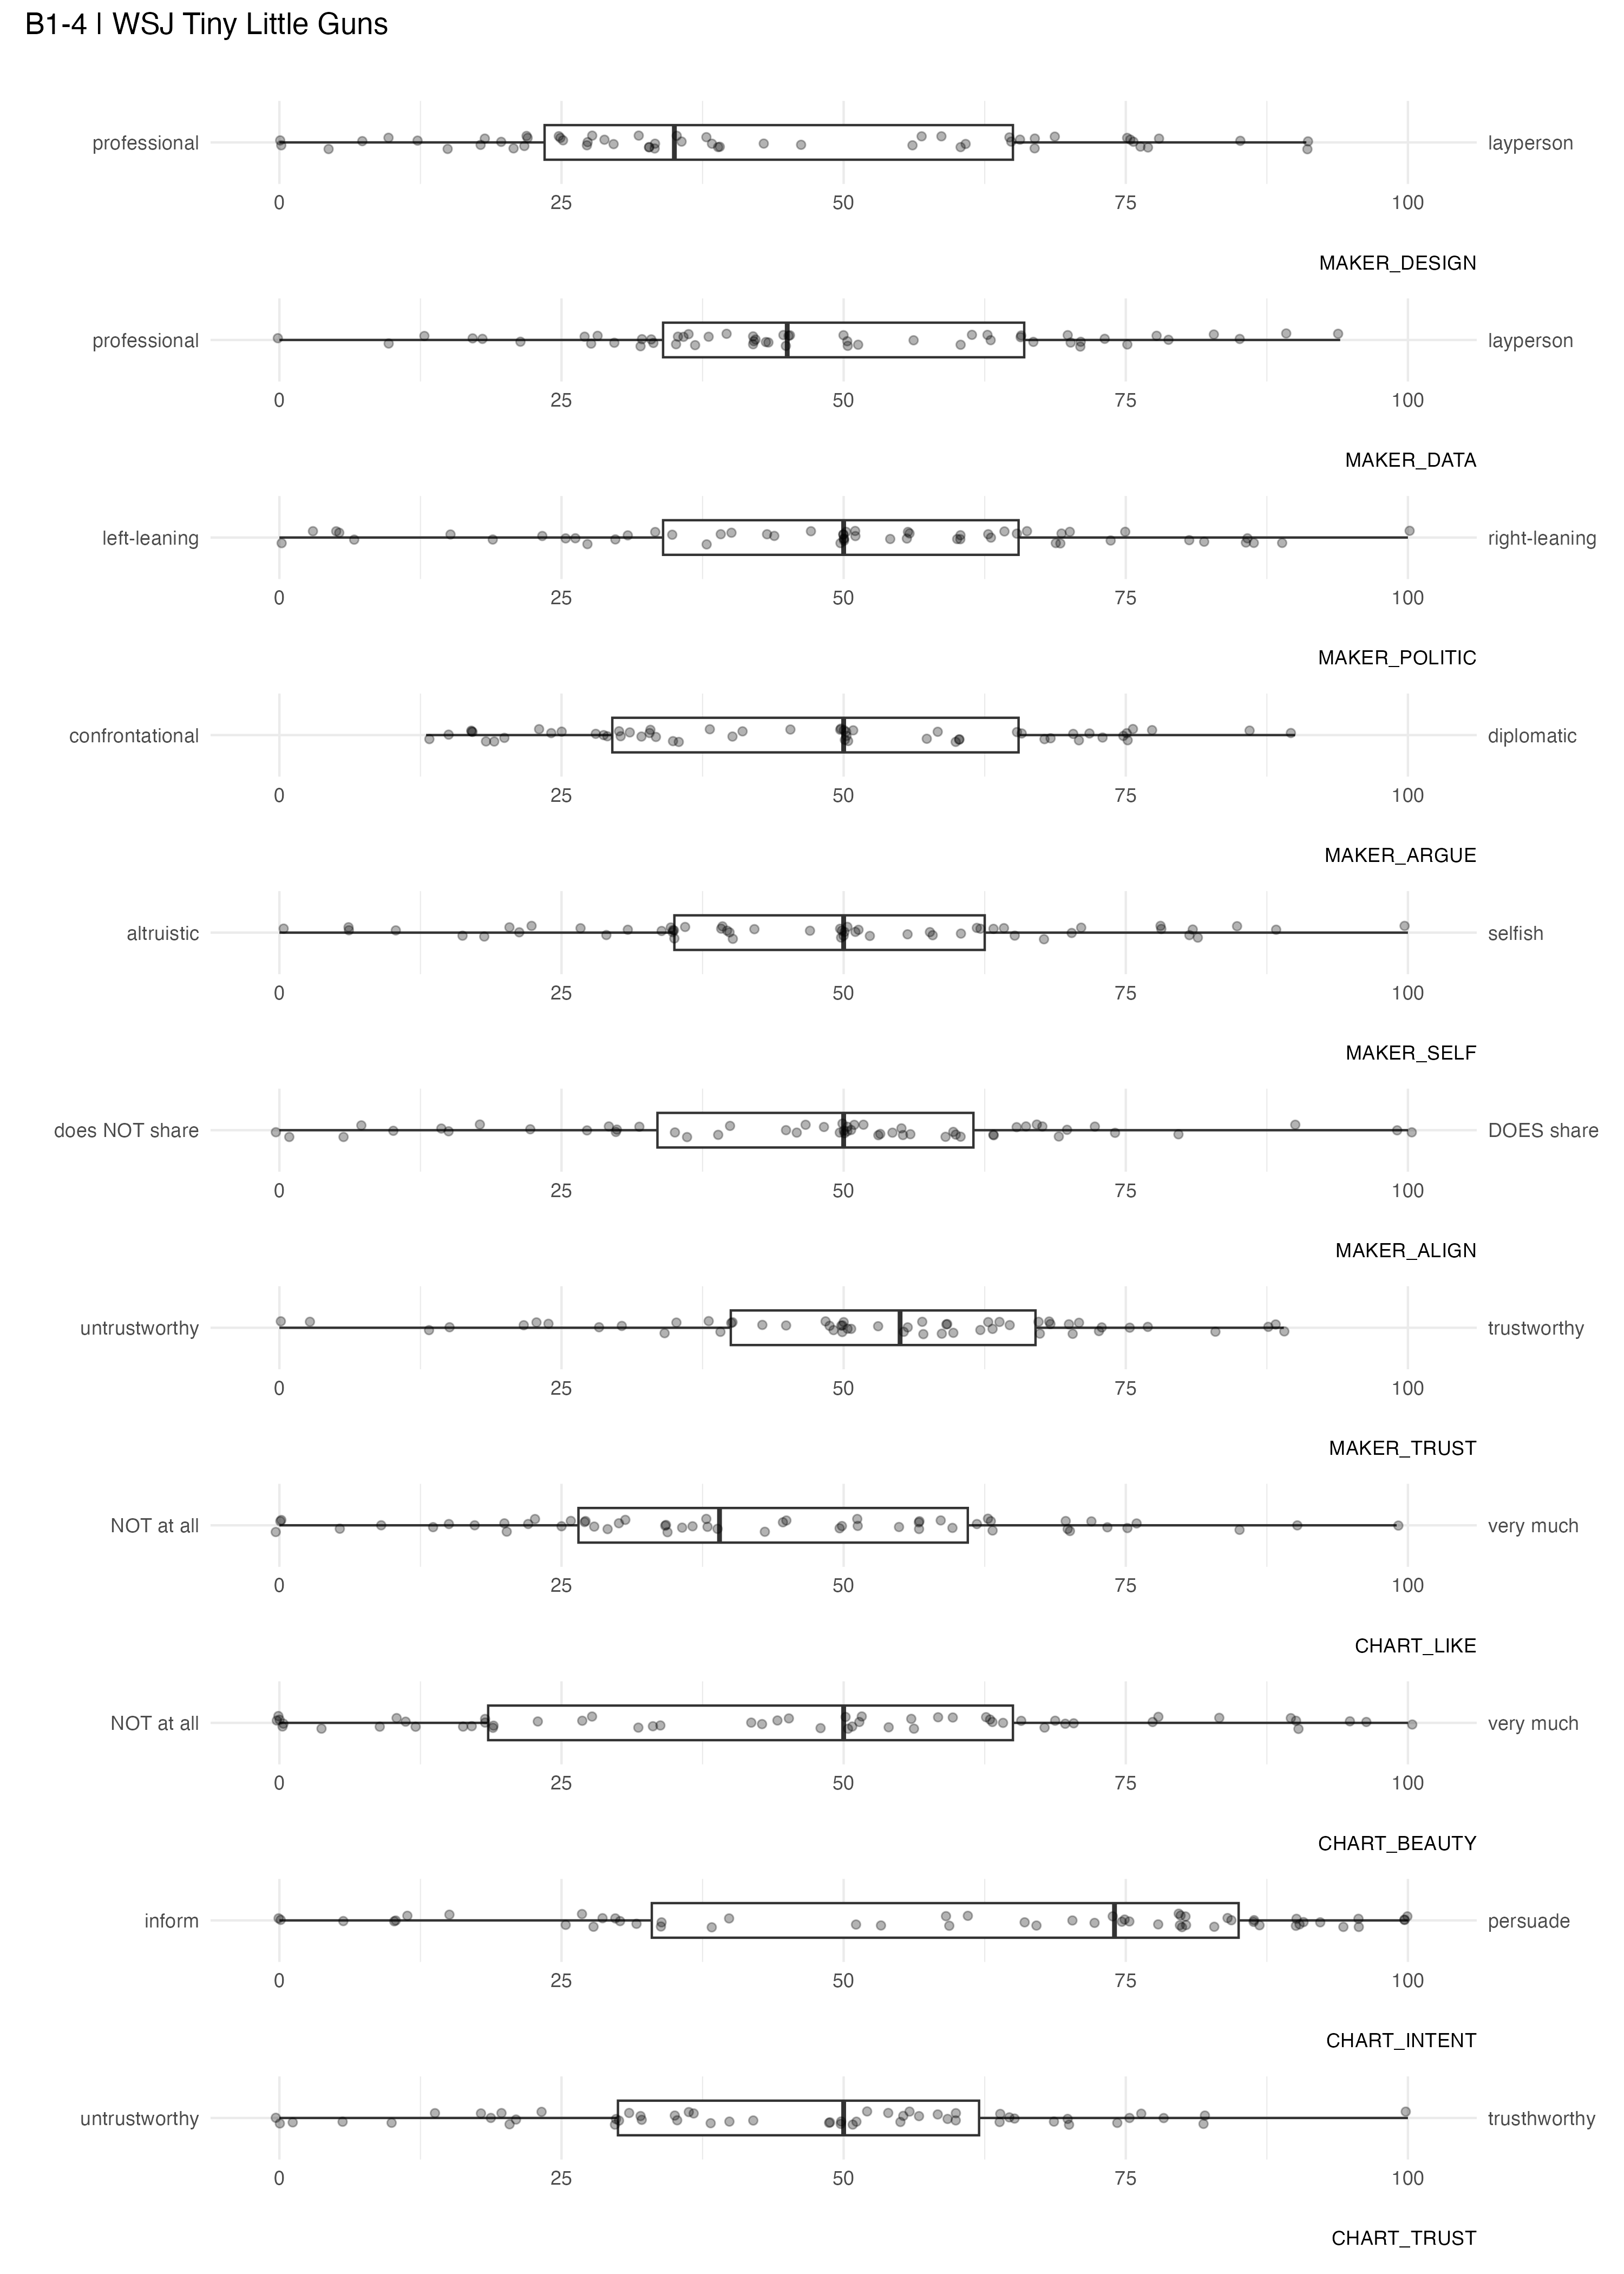 B1-4 | WSJ Tiny Little Guns
professional layperson
0 25 50 75 100
MAKER_DESIGN
professional layperson
0 25 50 75 100
MAKER_DATA
left-leaning right-leaning
0 25 50 75 100
MAKER_POLITIC
confrontational diplomatic
0 25 50 75 100
MAKER_ARGUE
altruistic selfish
0 25 50 75 100
MAKER_SELF
does NOT share DOES share
0 25 50 75 100
MAKER_ALIGN
untrustworthy trustworthy
0 25 50 75 100
MAKER_TRUST
NOT at all very much
0 25 50 75 100
CHART_LIKE
NOT at all very much
0 25 50 75 100
CHART_BEAUTY
inform persuade
0 25 50 75 100
CHART_INTENT
untrustworthy trusthworthy
0 25 50 75 100
CHART_TRUST